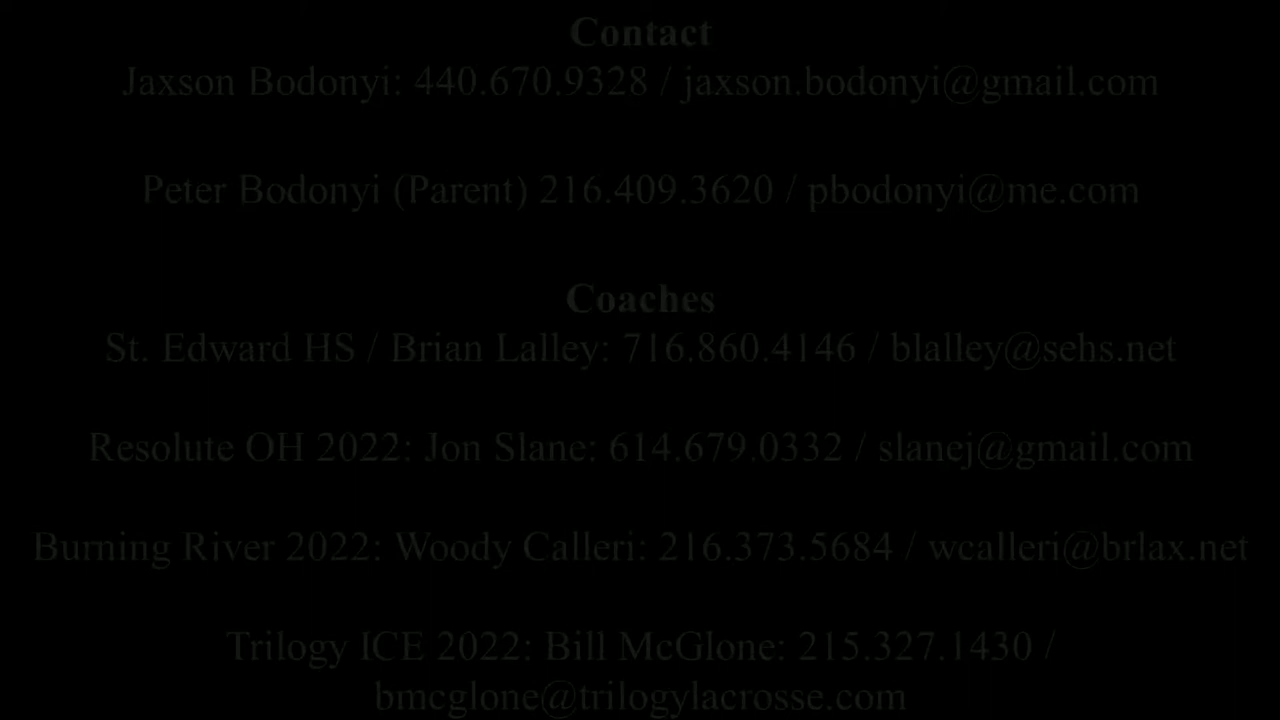 Contact
Jaxson Bodonyi: 440.670.9328 / jaxson.bodonyi@gmail.com
Peter Bodonyi (Parent) 216.409.3620 / pbodonyi@me.com
Coaches
St. Edward HS / Brian Lalley: 716.860.4146 / blalley@sehs.net
Resolute OH 2022: Jon Slane: 614.679.0332 / slanej@gmail.com
Burning River 2022: Woody Calleri: 216.373.5684 / wcalleri@brlax.net
Trilogy ICE 2022: Bill McGlone: 215.327.1430 /
bmcglone@trilogylacrosse.com